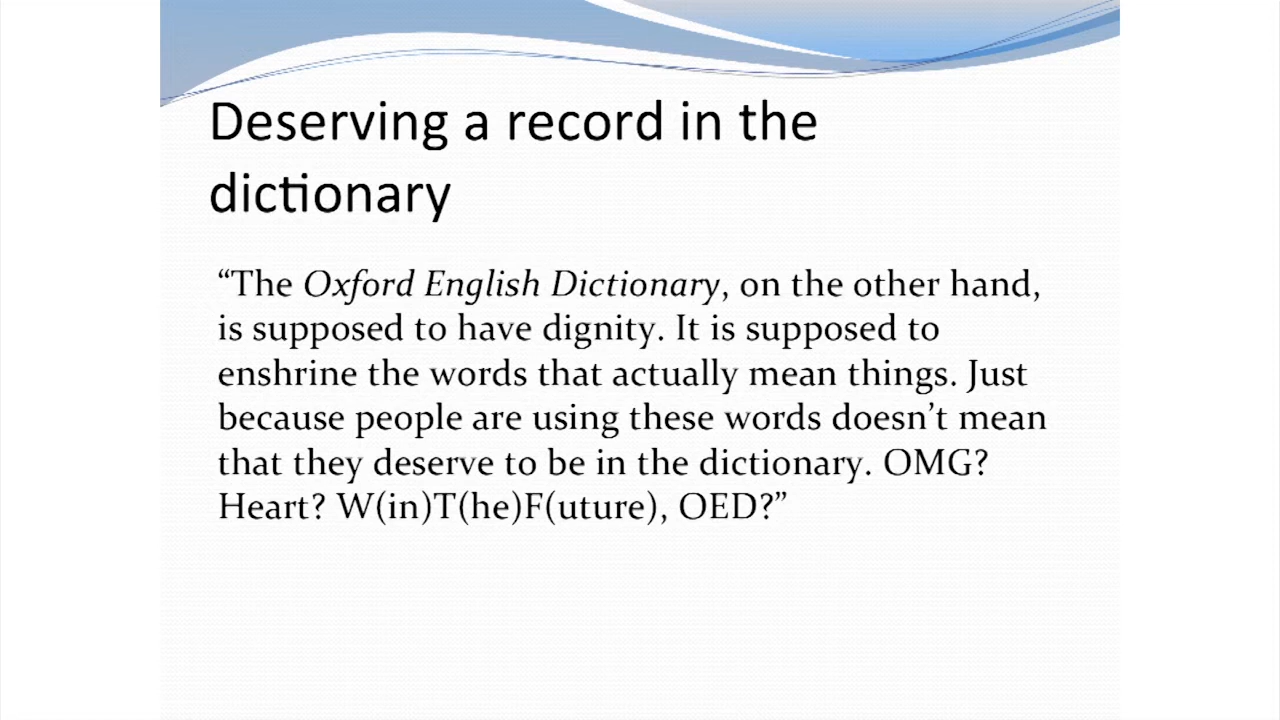 Deserving a record in the
dictionary
“The Oxford English Dictionary, on the other hand,
is supposed to have dignity. It is supposed to
enshrine the words that actually mean things. Just
because people are using these words doesn’t mean
that they deserve to be in the dictionary. OMG?
Heart? W(in)T(he)F(uture), OED?”